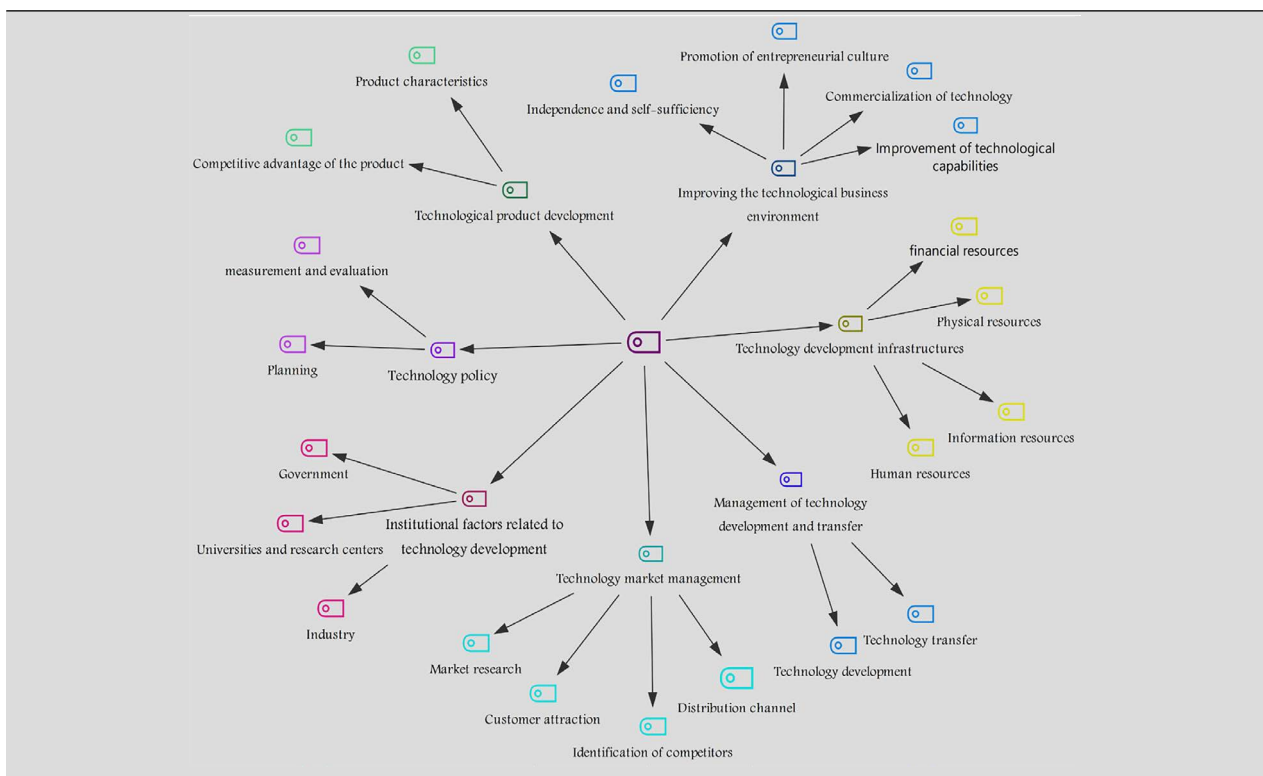 Promotion of entrepreneurial culture
Product characteristics
Commercialization of technology
Independence and self-sufficiency
Competitive advantage of the product
Improvement of technological
capabilities
Technological product development
Improving the technological business
environment
financial resources
measurement and evaluation
Physical resources
Technology development infrastructures
Planning
Technology policy
Information resources
Human resources
Government
Management of technology
development and transfer
Institutional factors related to
technology development
Universities and research centers
Technology market management
Industry
Technology transfer
Market research
Technology development
Distribution channel
Customer attraction
Identification of competitors